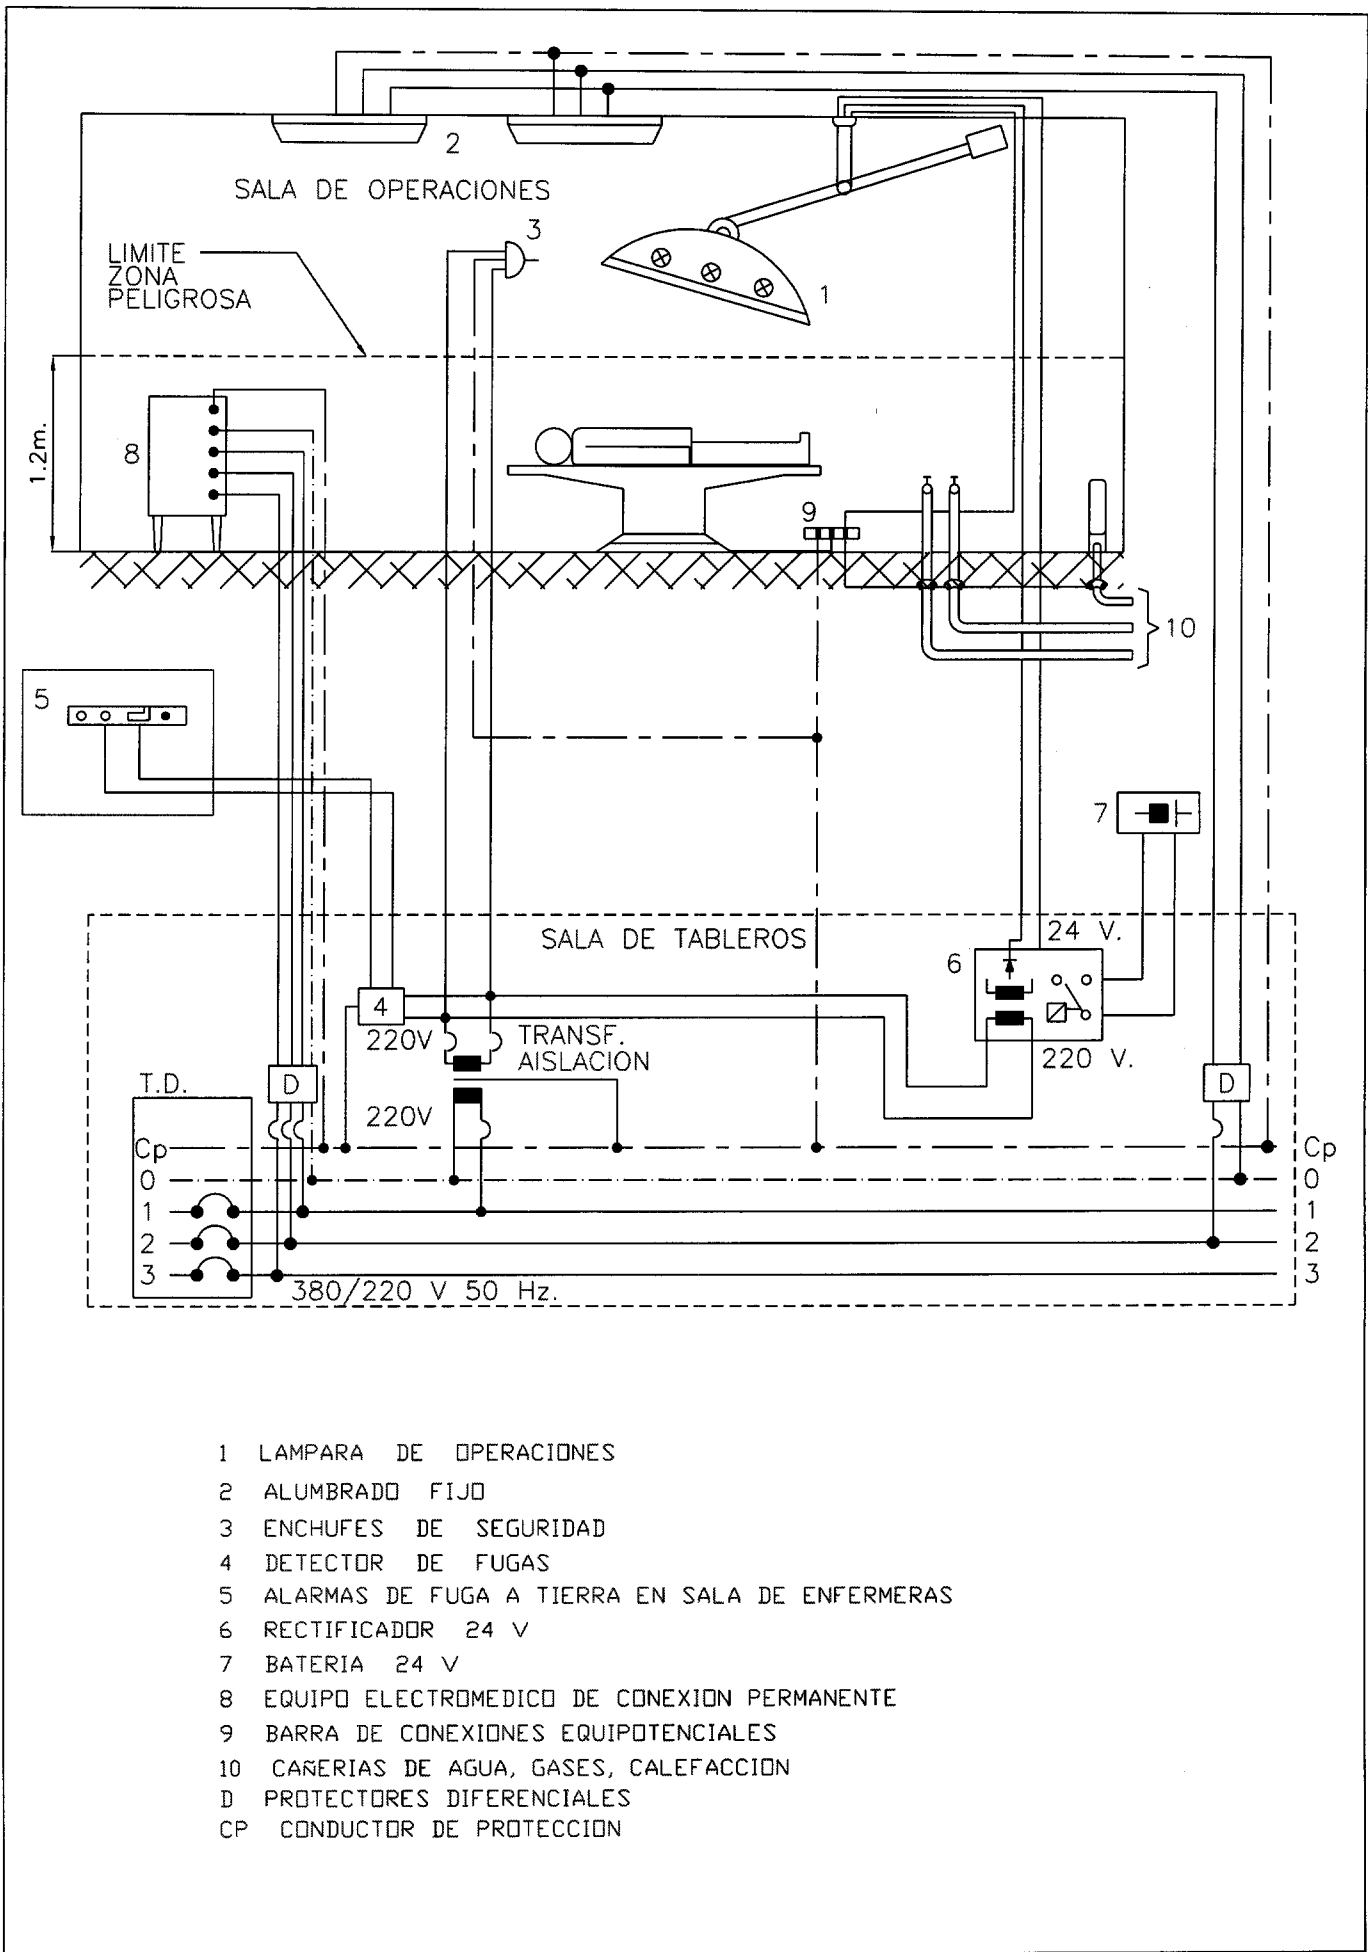 2
SALA DE OPERACIONES
3
LIMITE
ZONA
PELIGROSA
1
1.2m.
8
9
10
5
7
SALA DE TABLEROS
24 V.
6
4
220V
TRANSF.
AISLACION
220 V.
T.D.
D
D
220V
Cp
Cp
0
0
1
1
2
2
3
3
380/220 V 50 Hz.
1 LAMPARA DE OPERACIONES
2 ALUMBRADO FIJO
3 ENCHUFES DE SEGURIDAD
4 DETECTOR DE FUGAS
5 ALARMAS DE FUGA A TIERRA EN SALA DE ENFERMERAS
6 RECTIFICADOR 24 V
7 BATERIA 24 V
8 EQUIPO ELECTROMEDICO DE CONEXION PERMANENTE
9 BARRA DE CONEXIONES EQUIPOTENCIALES
10 CAÑERIAS DE AGUA, GASES, CALEFACCION
D PROTECTORES DIFERENCIALES
CP CONDUCTOR DE PROTECCION